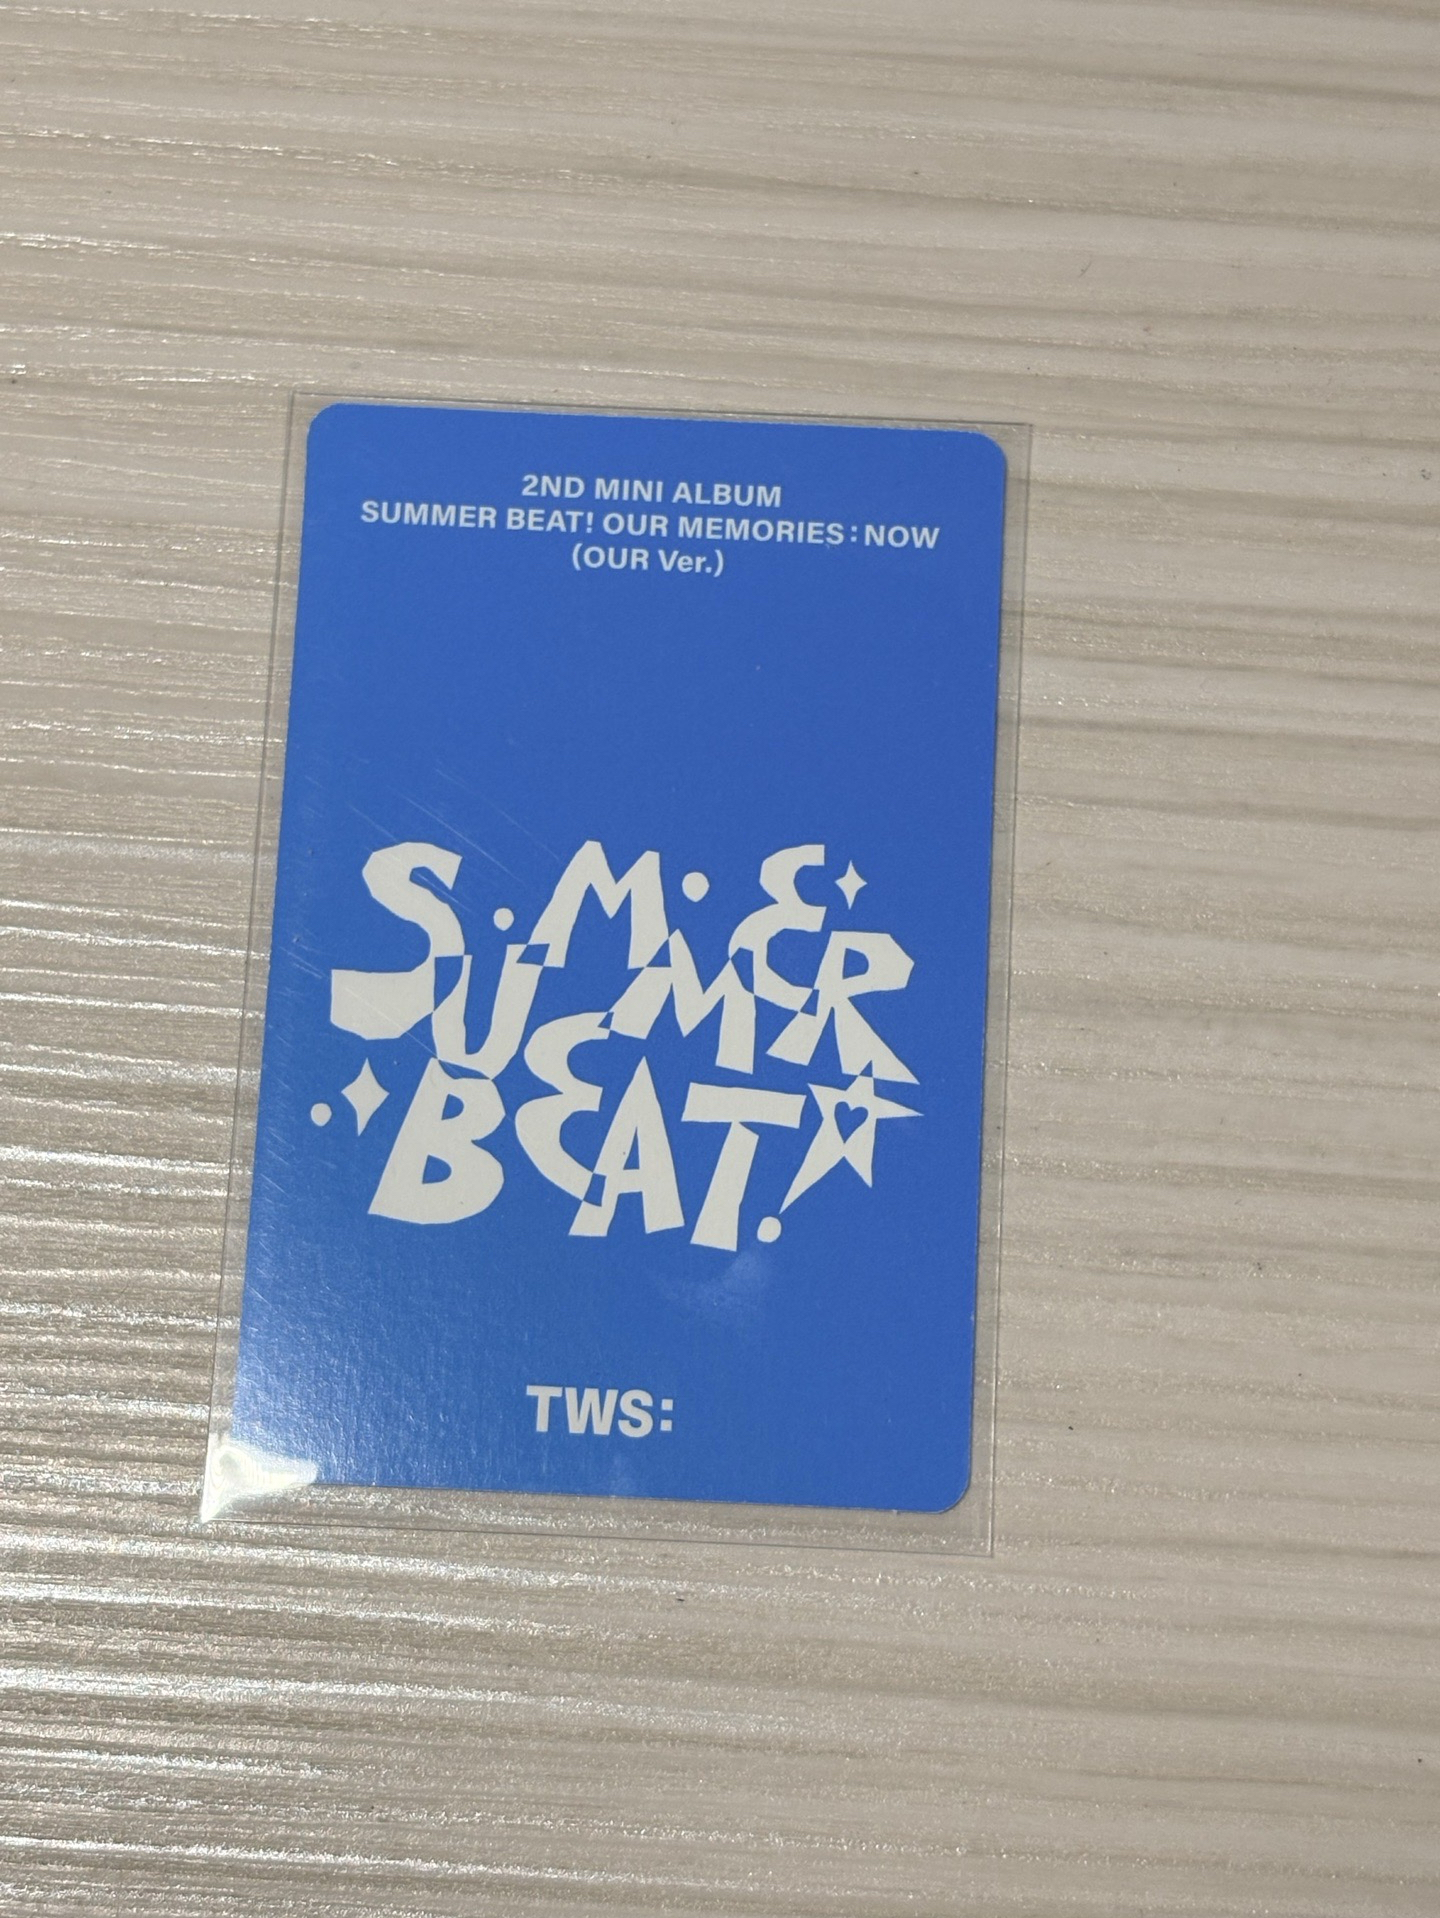 2ND MINI ALBUM
SUMMER BEAT! OUR MEMORIES : NOW
(OUR Ver.)
SUMMER
BEAT!
TWS: